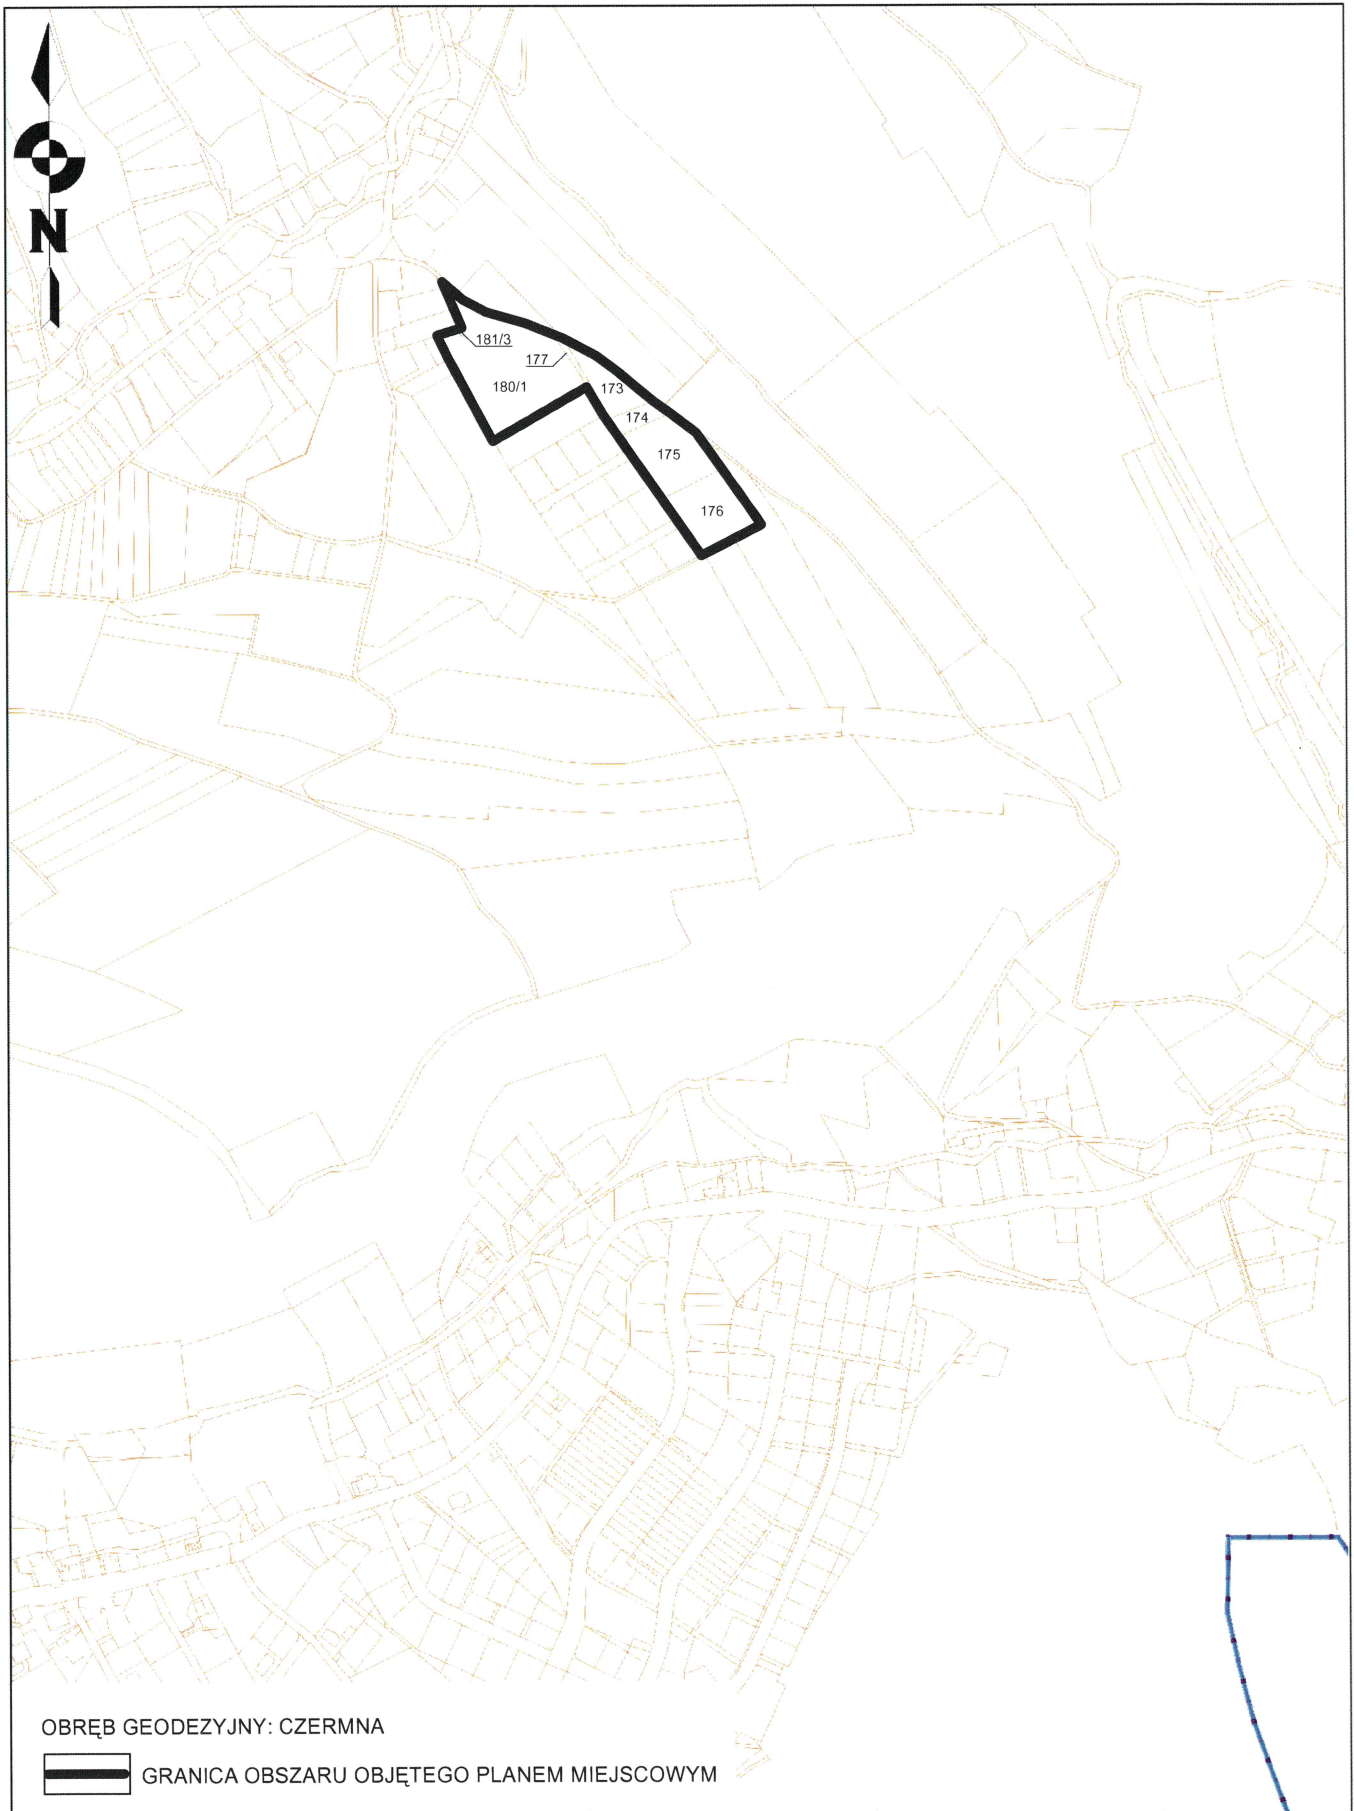 N
181/3
177
180/1
173
174
175
176
OBRĘB GEODEZYJNY: CZERMNA
GRANICA OBSZARU OBJĘTEGO PLANEM MIEJSCOWYM